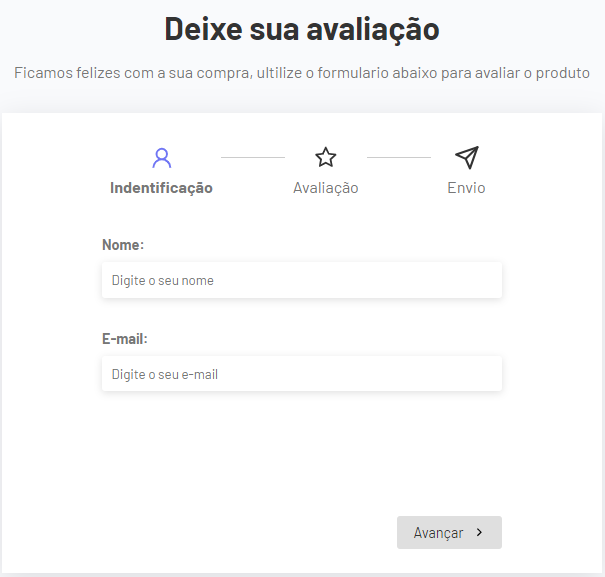 Deixe sua avaliação
Ficamos felizes com a sua compra, ultilize o formulario abaixo para avaliar o produto
Indentificação
Avaliação
Envio
Nome:
Digite o seu nome
E-mail:
Digite o seu e-mail
Avançar